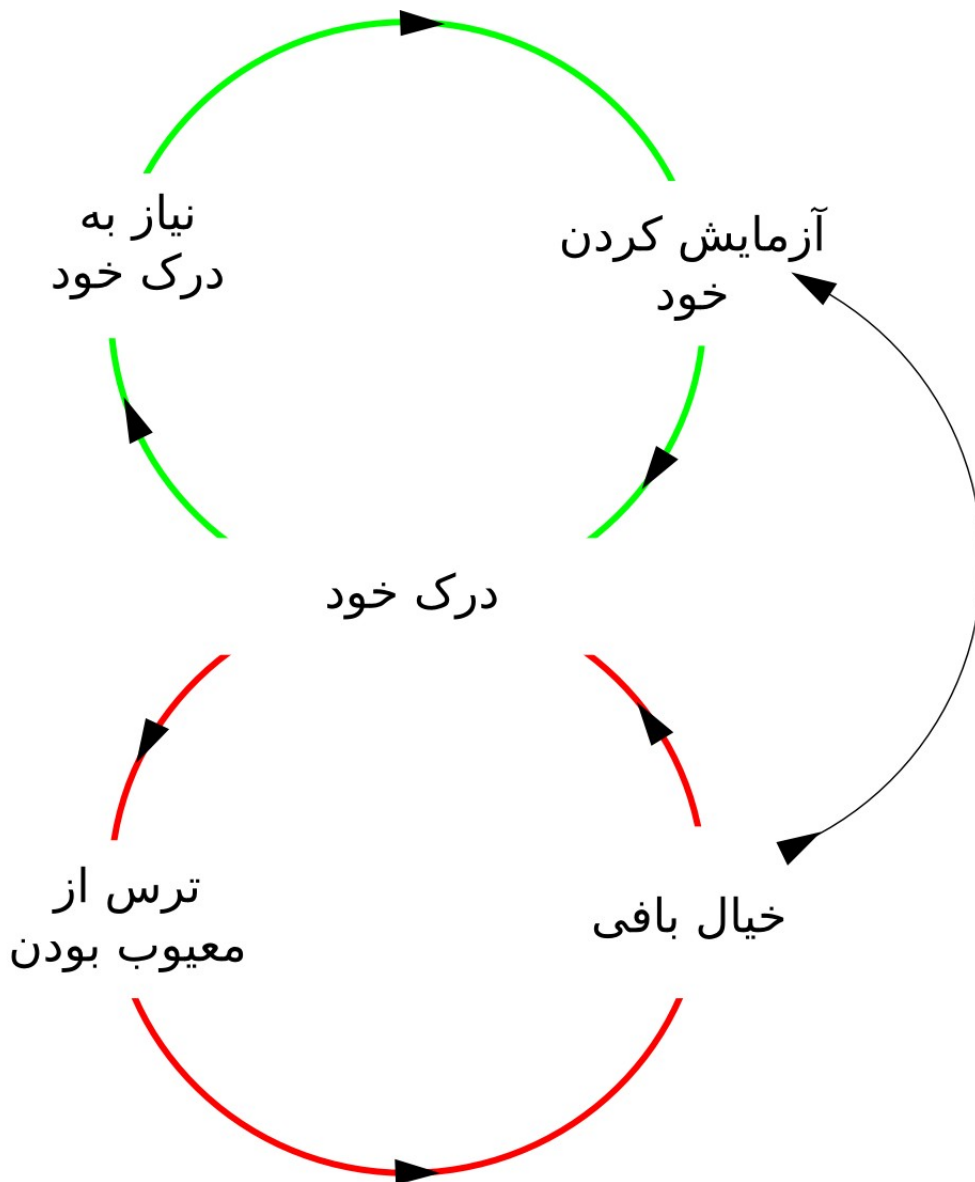 نیاز به
درک خود
آزمایش کردن
خود
درک خود
ترس از
معیوب بودن
خیال بافی